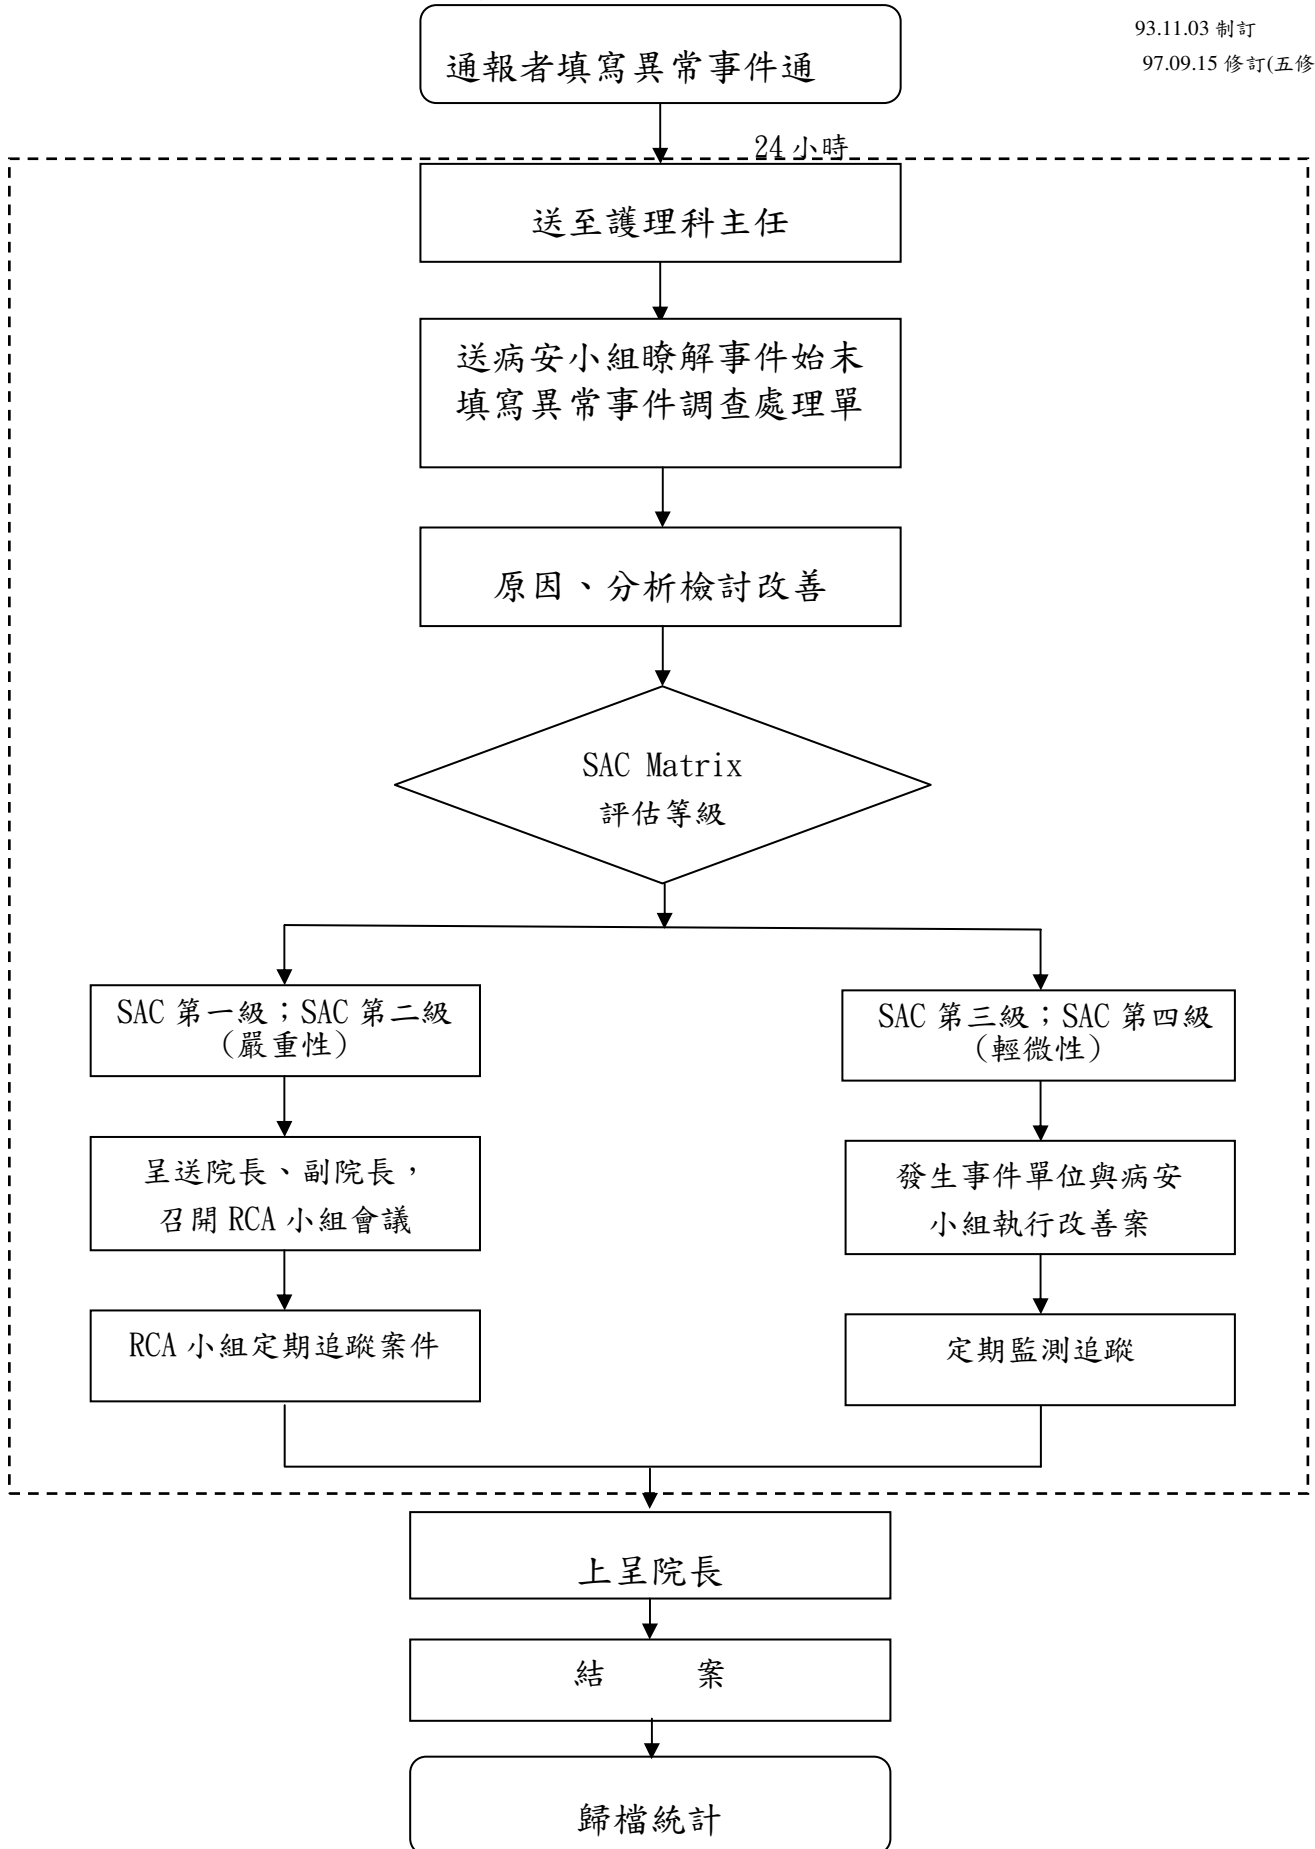 93.11.03 制訂
97.09.15 修訂(五修
通報者填寫異常事件通
24 小時
送至護理科主任
送病安小組瞭解事件始末
填寫異常事件調查處理單
原因、分析檢討改善
SAC Matrix
評估等級
SAC 第一級；SAC 第二級
（嚴重性）
SAC 第三級；SAC 第四級
（輕微性）
呈送院長、副院長，
召開 RCA 小組會議
發生事件單位與病安
小組執行改善案
RCA 小組定期追蹤案件
定期監測追蹤
上呈院長
結 案
歸檔統計